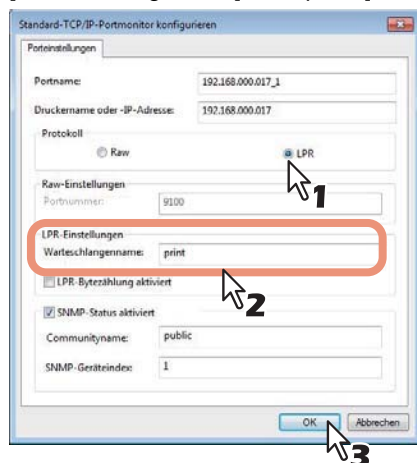 Standard-TCP/IP-Portmonitor konfigurieren
Porteinstellungen
Portname: 192.168.000.017_1
Druckername oder -IP-Adresse: 192.168.000.017
Protokoll
Raw LPR
1
Raw-Einstellungen
Portnummer: 9100
LPR-Einstellungen
Warteschlangenname: print
LPR-Bytezählung aktiviert
2
SNMP-Status aktiviert
Communityname: public
SNMP-Geräteindex: 1
OK Abbrechen
3